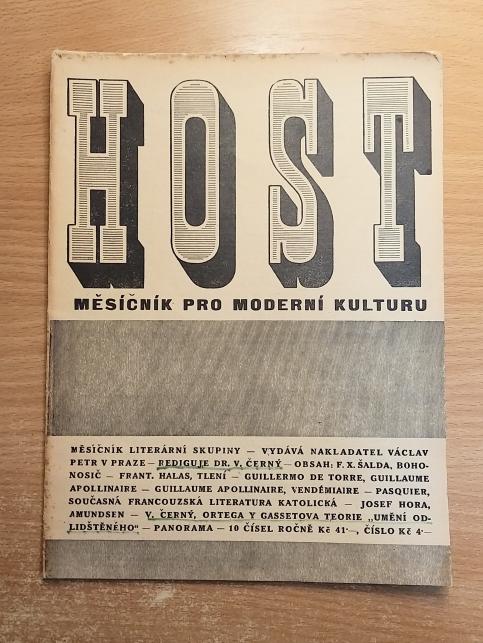 HOST
MĚSÍČNÍK PRO MODERNÍ KULTURU
MĚSÍČNÍK LITERÁRNÍ SKUPINY — VYDÁVÁ NAKLADATEL VÁCLAV
PETR V PRAZE — REDIGUJE DR. V. ČERNÝ — OBSAH: F. X. ŠALDA, BOHO-
NOSIČ — FRANT. HALAS, TLENÍ — GUILLERMO DE TORRE, GUILLAUME
APOLLINAIRE — GUILLAUME APOLLINAIRE, VENDÉMIAIRE — PASQUIER,
SOUČASNÁ FRANCOUZSKÁ LITERATURA KATOLICKÁ — JOSEF HORA,
AMUNDSEN — V. ČERNÝ, ORTEGA Y GASSETOVA TEORIE „UMĚNÍ OD-
LIDŠTĚNÉHO“ — PANORAMA — 10 ČÍSEL ROČNĚ Kč 41·—, ČÍSLO Kč 4·—